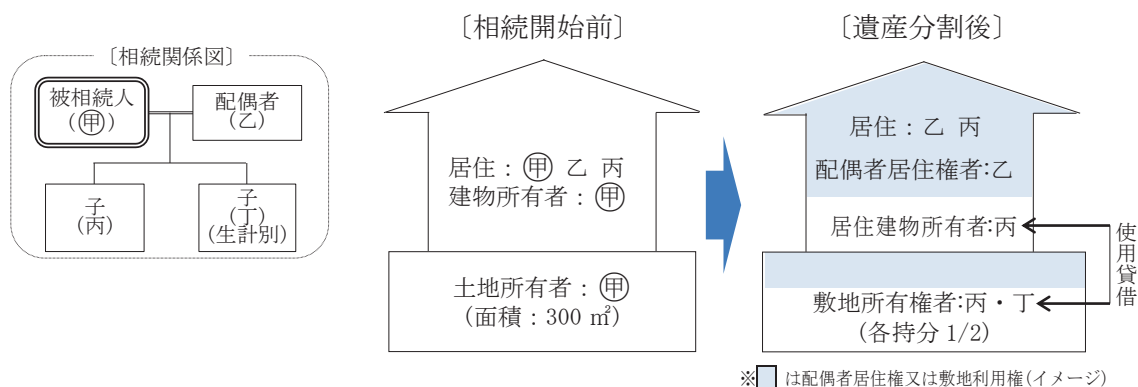 〔相続関係図〕
被相続人
(㊙甲)
配偶者
(乙)
子
(丙)
子
(丁)
(生計別)
〔相続開始前〕
居住：甲 乙 丙
建物所有者：甲
土地所有者：甲
(面積：300 ㎡)
〔遺産分割後〕
居住：乙 丙
配偶者居住権者:乙
居住建物所有者:丙
敷地所有権者:丙・丁
(各持分 1/2)
使用貸借
※ は配偶者居住権又は敷地利用権(イメージ)